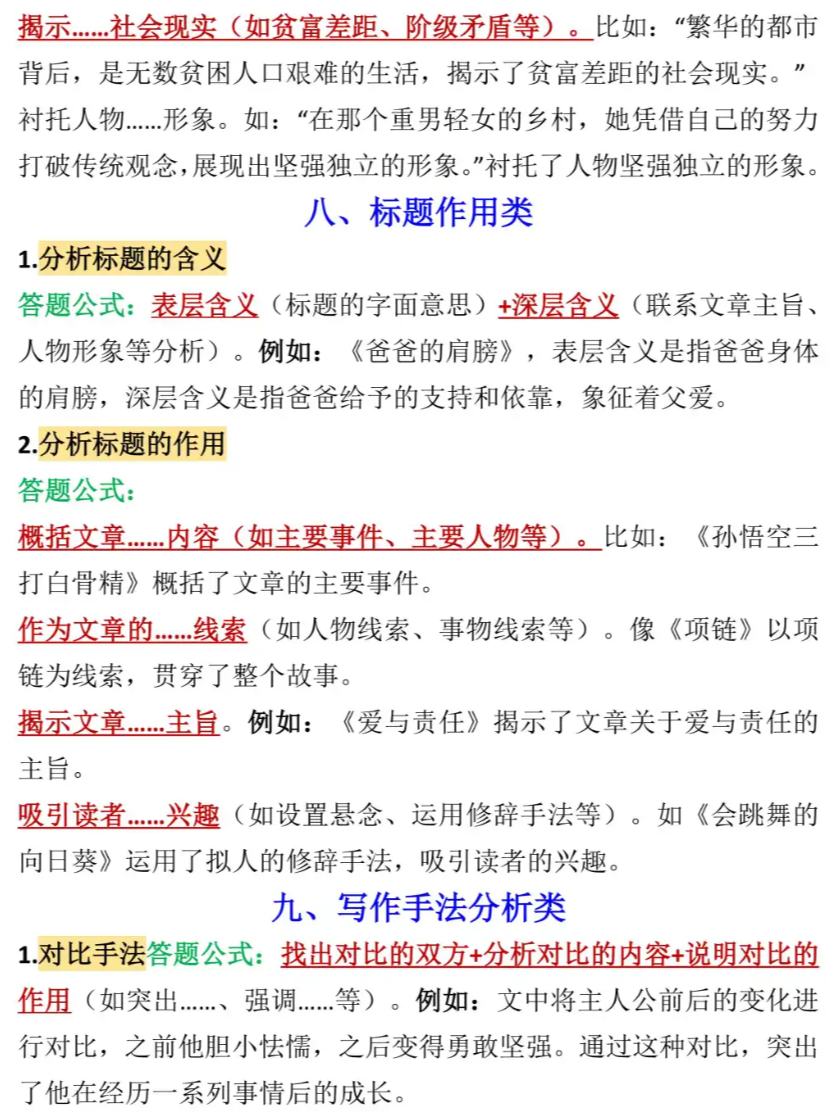 揭示……社会现实（如贫富差距、阶级矛盾等）。比如：“繁华的都市
背后，是无数贫困人口艰难的生活，揭示了贫富差距的社会现实。”
衬托人物……形象。如：“在那个重男轻女的乡村，她凭借自己的努力
打破传统观念，展现出坚强独立的形象。”衬托了人物坚强独立的形象。
八、标题作用类
1.分析标题的含义
答题公式：表层含义（标题的字面意思）+深层含义（联系文章主旨、
人物形象等分析）。例如：《爸爸的肩膀》，表层含义是指爸爸身体
的肩膀，深层含义是指爸爸给予的支持和依靠，象征着父爱。
2.分析标题的作用
答题公式：
概括文章……内容（如主要事件、主要人物等）。比如：《孙悟空三
打白骨精》概括了文章的主要事件。
作为文章的……线索（如人物线索、事物线索等）。像《项链》以项
链为线索，贯穿了整个故事。
揭示文章……主旨。例如：《爱与责任》揭示了文章关于爱与责任的
主旨。
吸引读者……兴趣（如设置悬念、运用修辞手法等）。如《会跳舞的
向日葵》运用了拟人的修辞手法，吸引读者的兴趣。
九、写作手法分析类
1.对比手法答题公式：找出对比的双方+分析对比的内容+说明对比的
作用（如突出……、强调……等）。例如：文中将主人公前后的变化进
行对比，之前他胆小怯懦，之后变得勇敢坚强。通过这种对比，突出
了他在经历一系列事情后的成长。